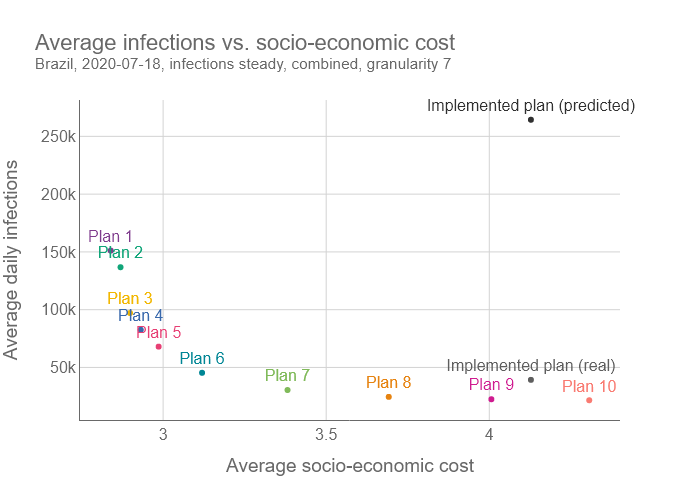 Average infections vs. socio-economic cost
Brazil, 2020-07-18, infections steady, combined, granularity 7
Average daily infections
250k
200k
150k
100k
50k
Implemented plan (predicted)
Plan 1
Plan 2
Plan 3
Plan 4
Plan 5
Plan 6
Plan 7
Plan 8
Implemented plan (real)
Plan 9
Plan 10
3
3.5
4
Average socio-economic cost